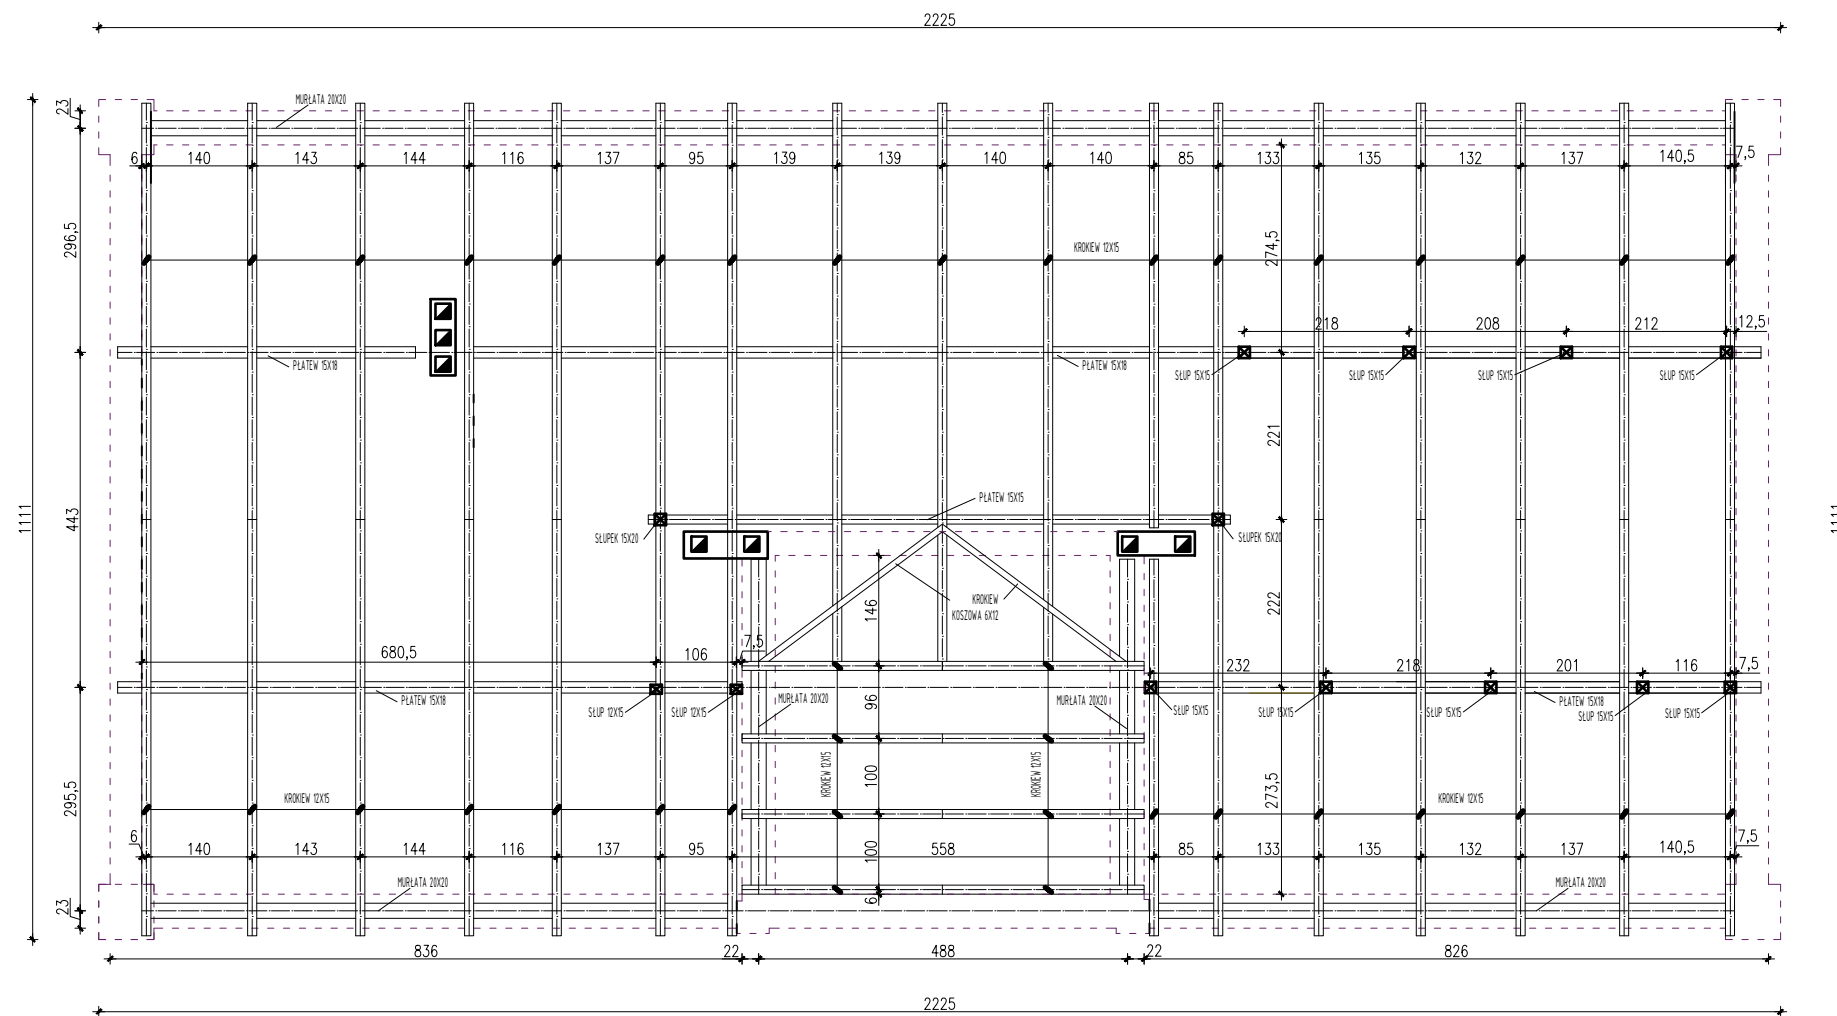 2225
23
MURŁATA 20X20
6
140
143
144
116
137
95
139
139
140
140
85
133
135
132
137
140,5
7,5
296,5
KROKIEW 12X15
274,5
218
208
212
12,5
PŁATEW 15X18
PŁATEW 15X18
SŁUP 15X15
SŁUP 15X15
SŁUP 15X15
SŁUP 15X15
1111
443
221
1111
PŁATEW 15X15
SŁUPEK 15X20
SŁUPEK 15X20
146
KROKIEW
KOSZOWA 6X12
222
680,5
106
7,5
232
218
201
116
7,5
PŁATEW 15X18
SŁUP 12X15
SŁUP 12X15
MURŁATA 20X20
96
MURŁATA 20X20
SŁUP 15X15
SŁUP 15X15
SŁUP 15X15
PŁATEW 15X18
SŁUP 15X15
SŁUP 15X15
295,5
KROKIEW 12X15
KROKIEW 12X15
100
KROKIEW 12X15
273,5
KROKIEW 12X15
6
140
143
144
116
137
95
100
558
85
133
135
132
137
140,5
7,5
23
MURŁATA 20X20
6
MURŁATA 20X20
836
22
488
22
826
2225